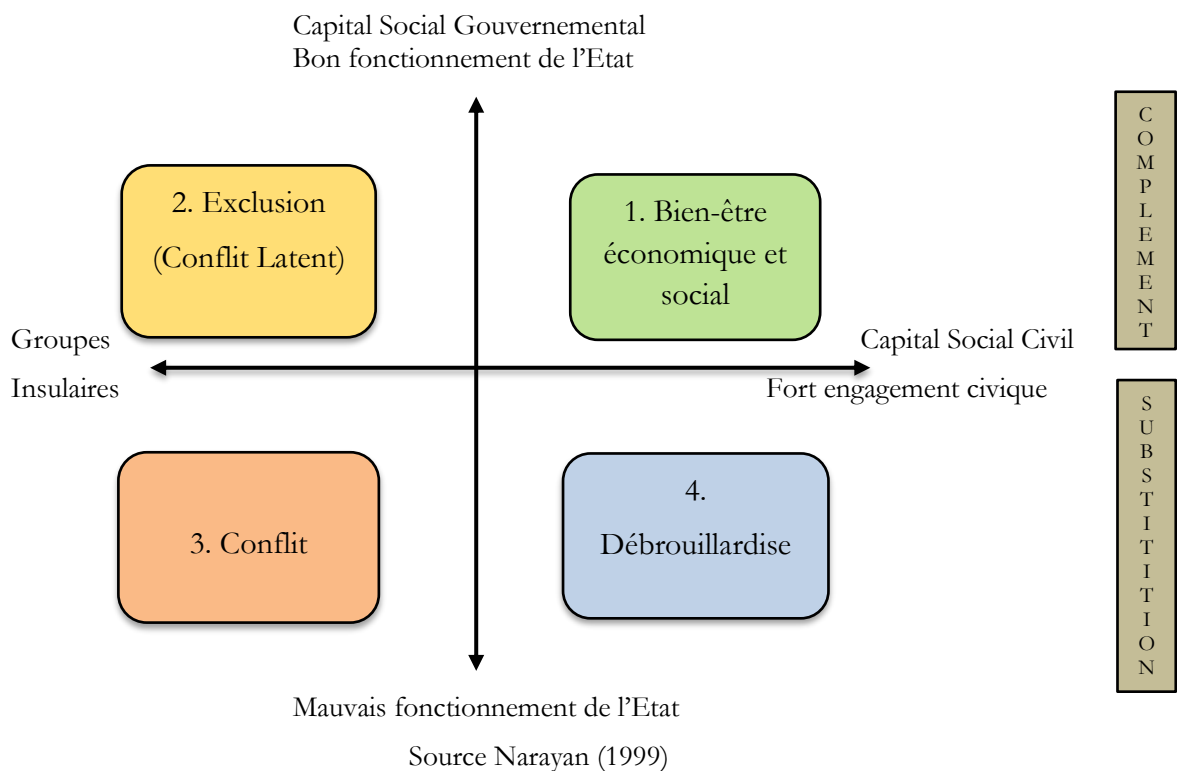 Capital Social Gouvernemental
Bon fonctionnement de l’Etat
COMPLEMENT
2. Exclusion
(Conflit Latent)
1. Bien-être
économique et
social
Groupes
Insulaires
Capital Social Civil
Fort engagement civique
SUBSTITITITION
3. Conflit
4.
Débrouillardise
Mauvais fonctionnement de l’Etat
Source Narayan (1999)